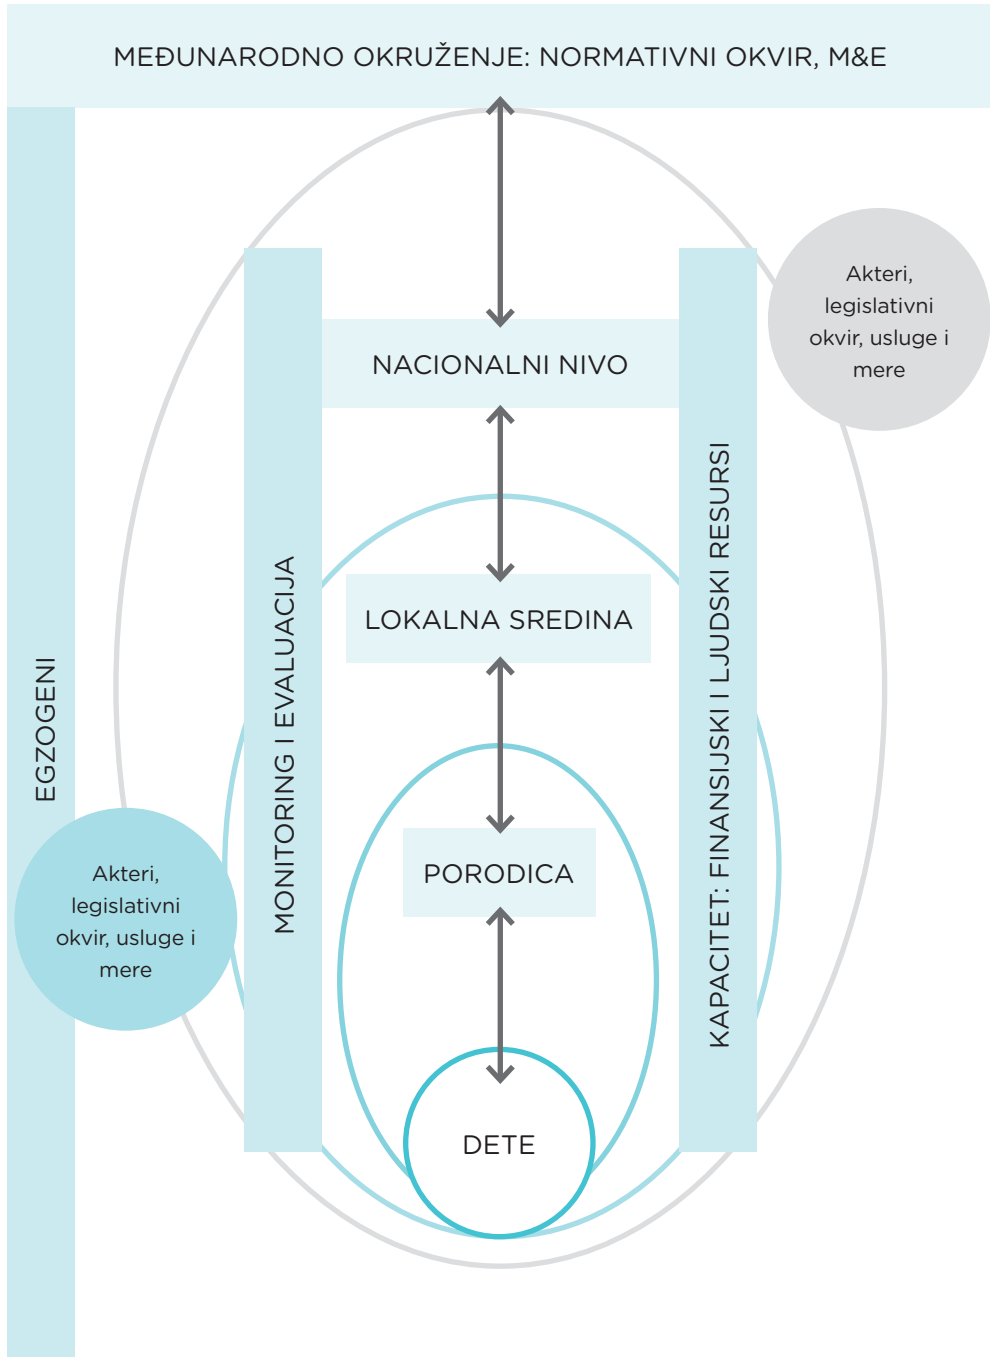 MEĐUNARODNO OKRUŽENJE: NORMATIVNI OKVIR, M&E
Akteri,
legislativni
okvir, usluge i
mere
NACIONALNI NIVO
LOKALNA SREDINA
PORODICA
DETE
MONITORING I EVALUACIJA
KAPACITET: FINANSIJSKI I LJUDSKI RESURSI
EGZOGENI
Akteri,
legislativni
okvir, usluge i
mere